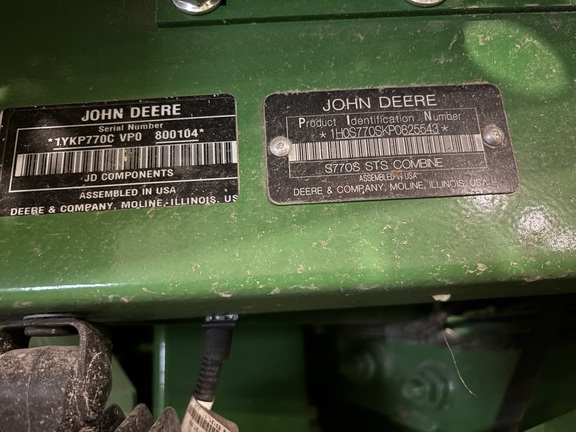 JOHN DEERE
Serial Number
*1YKP770C VP0 800104*
JD COMPONENTS
ASSEMBLED IN USA
DEERE & COMPANY, MOLINE, ILLINOIS, US
JOHN DEERE
Product Identification Number
*1H0S770SKP0825543*
S770S STS COMBINE
ASSEMBLED IN USA
DEERE & COMPANY, MOLINE, ILLINOIS, USA